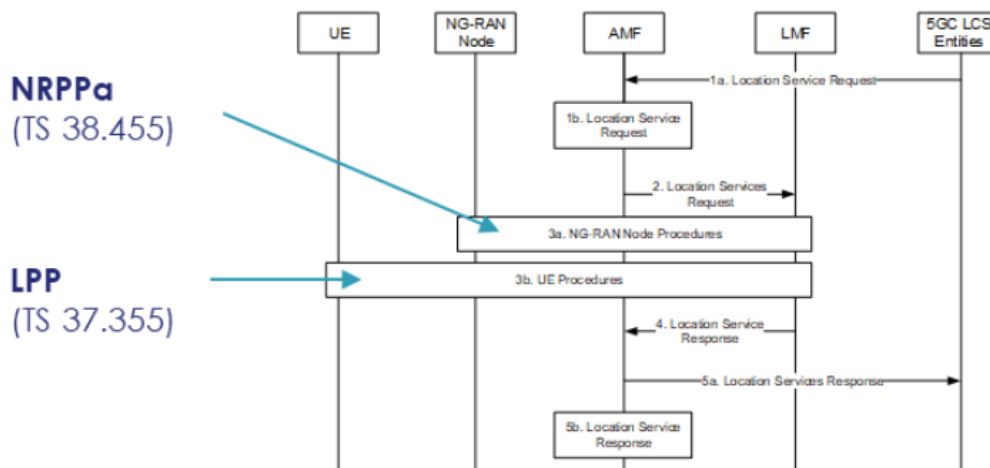 UE
NG-RAN
Node
AMF
LMF
5GC LCS
Entities
NRPPa
(TS 38.455)
1a. Location Service Request
1b. Location Service
Request
2. Location Services
Request
3a. NG-RAN Node Procedures
LPP
(TS 37.355)
3b. UE Procedures
4. Location Service
Response
5a. Location Services Response
5b. Location Service
Response